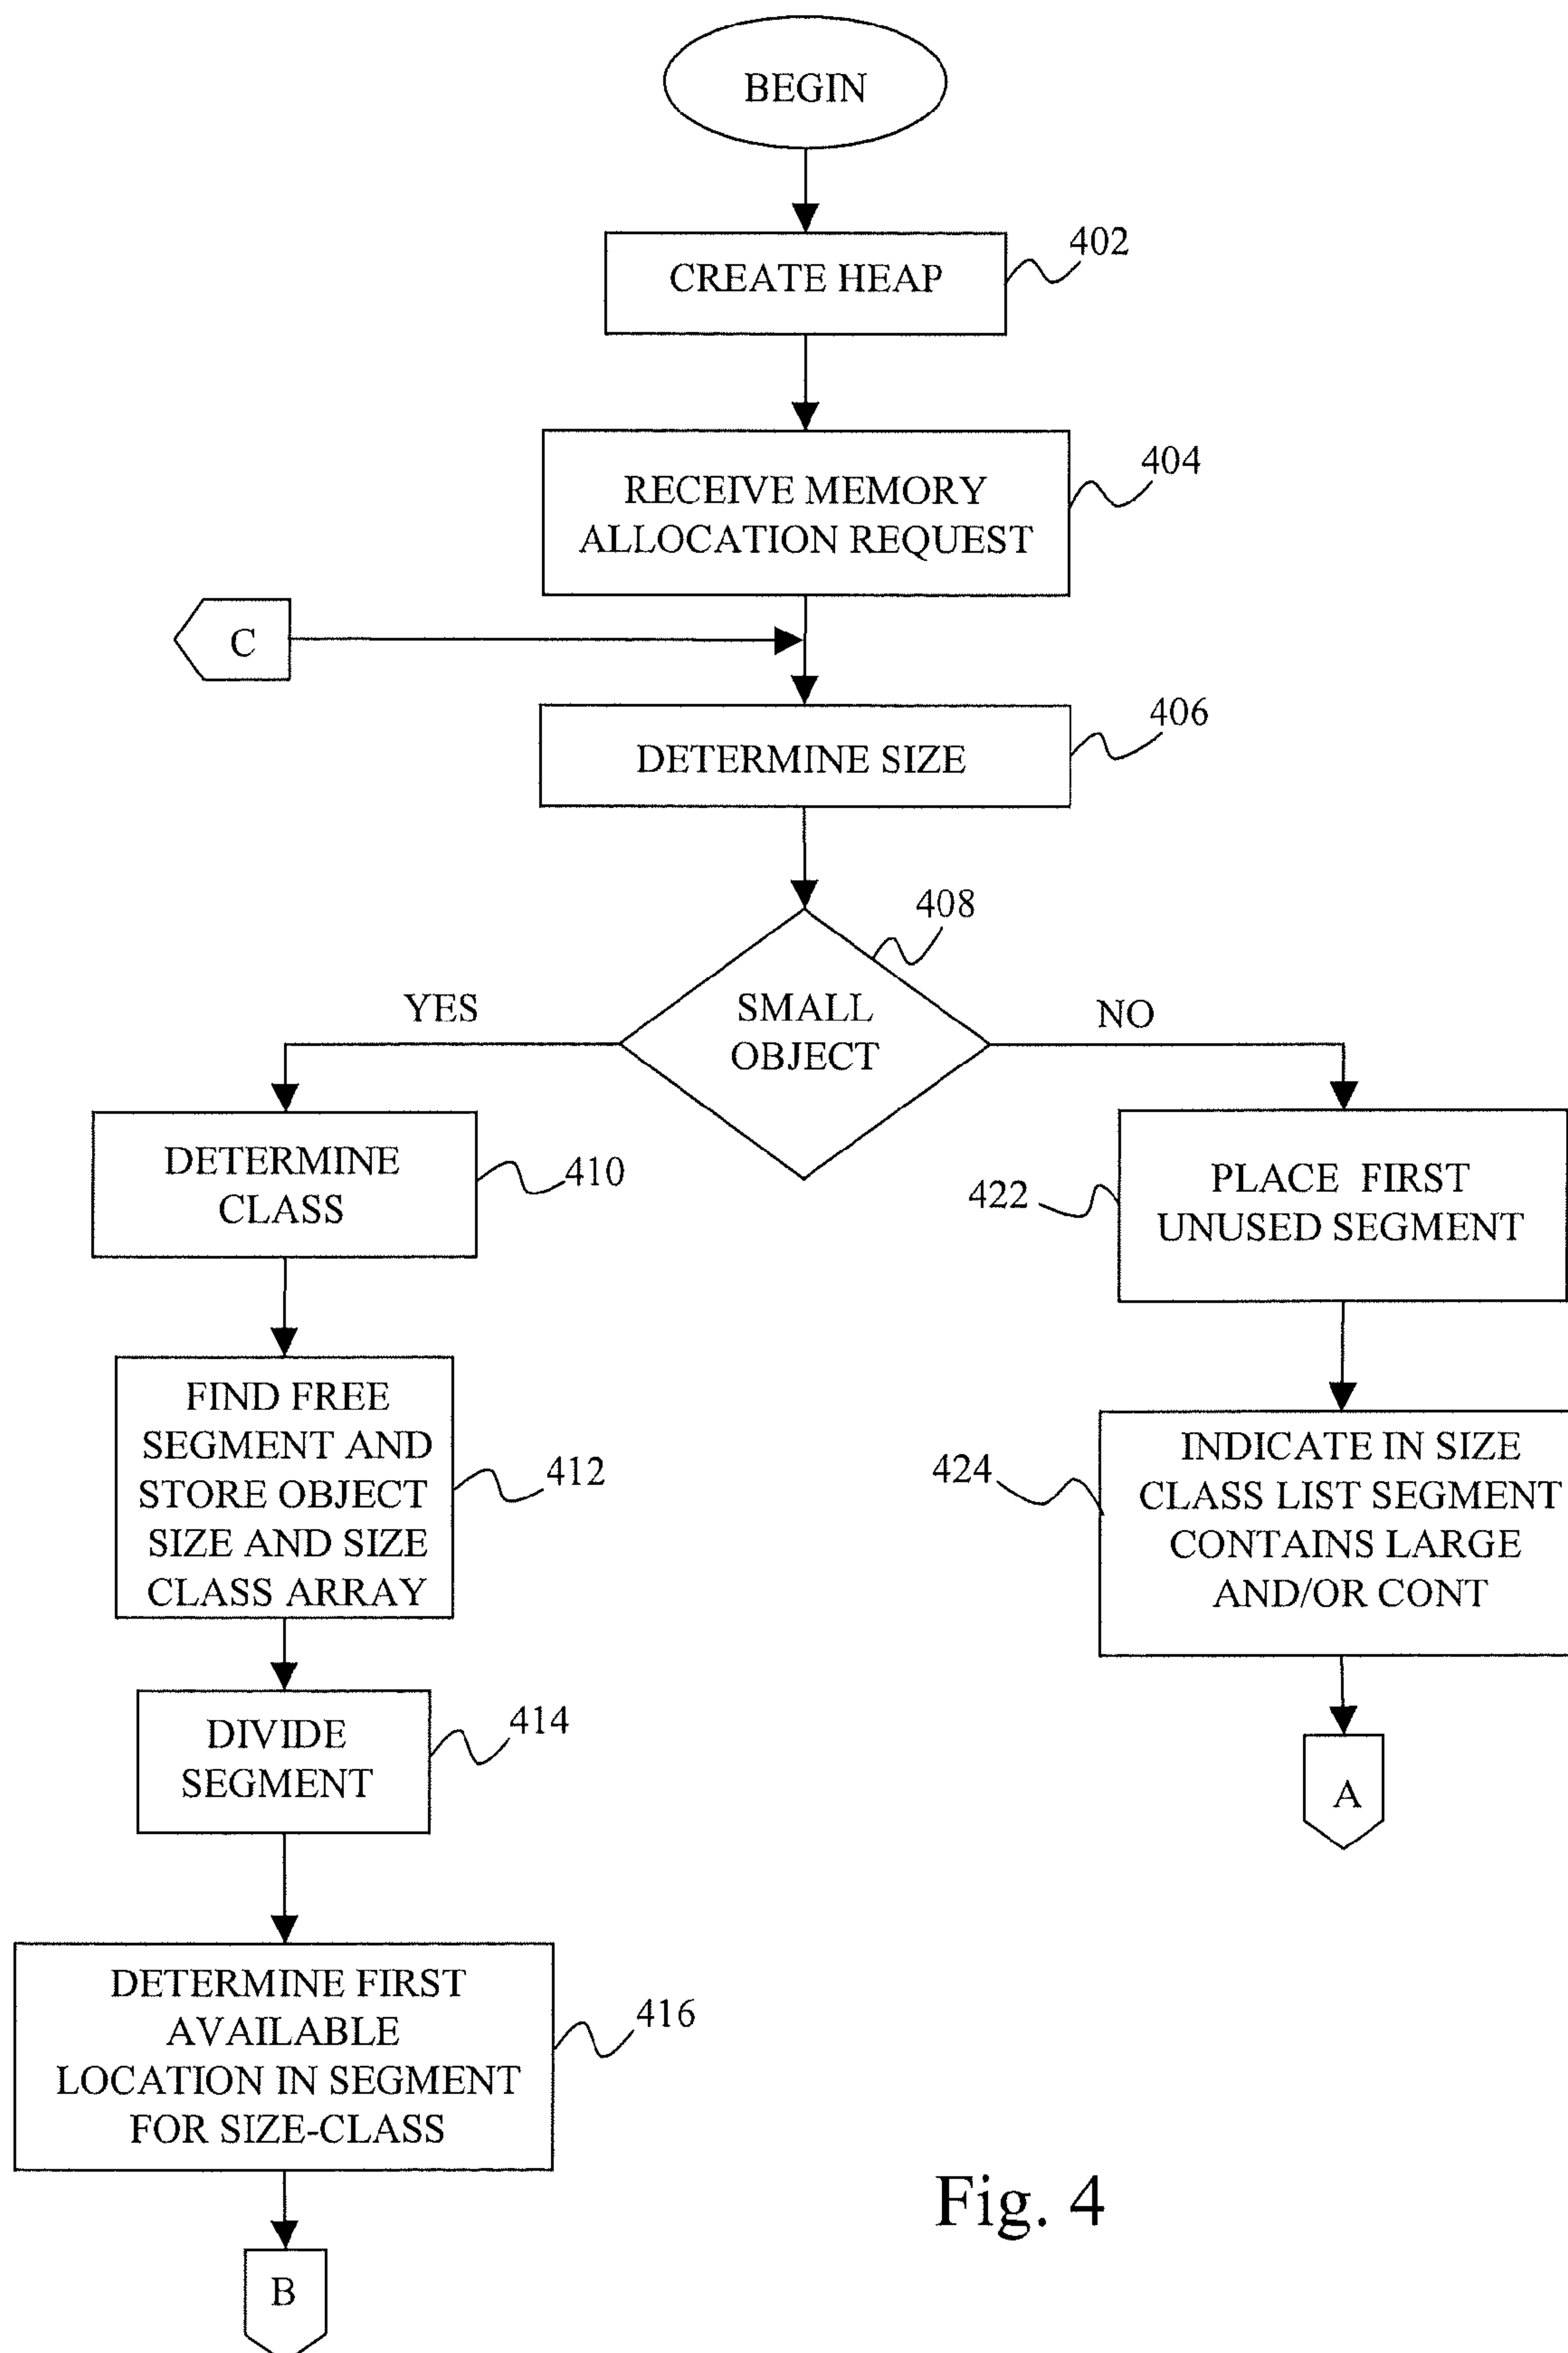 BEGIN
CREATE HEAP
402
RECEIVE MEMORY
ALLOCATION REQUEST
404
C
DETERMINE SIZE
406
SMALL
OBJECT
408
YES
NO
DETERMINE
CLASS
410
FIND FREE
SEGMENT AND
STORE OBJECT
SIZE AND SIZE
CLASS ARRAY
412
DIVIDE
SEGMENT
414
DETERMINE FIRST
AVAILABLE
LOCATION IN SEGMENT
FOR SIZE-CLASS
416
B
422
PLACE FIRST
UNUSED SEGMENT
424
INDICATE IN SIZE
CLASS LIST SEGMENT
CONTAINS LARGE
AND/OR CONT
A
Fig. 4